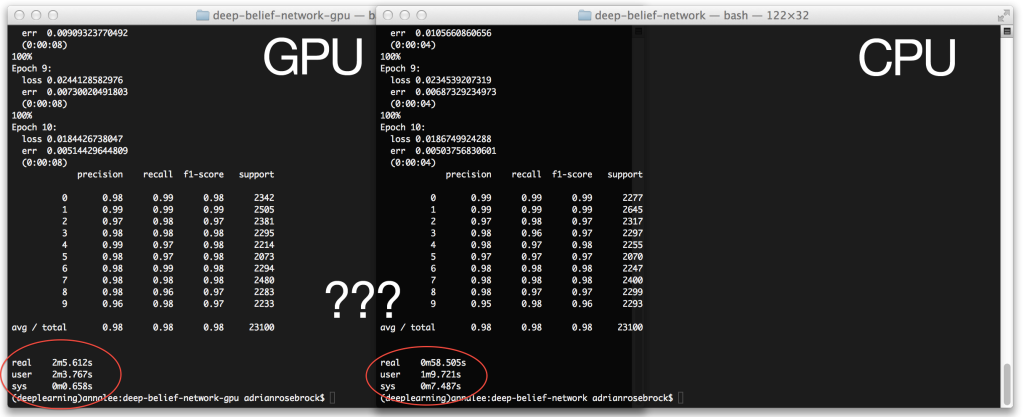 deep-belief-network-gpu — b
err 0.00909323770492
(0:00:08)
100%
Epoch 9:
loss 0.0244128582976
err 0.00730020491803
(0:00:08)
100%
Epoch 10:
loss 0.0184426738047
err 0.00514429644809
(0:00:08)
precision recall f1-score support
0 0.98 0.99 0.98 2342
1 0.99 0.99 0.99 2505
2 0.97 0.98 0.97 2381
3 0.98 0.98 0.98 2295
4 0.99 0.97 0.98 2214
5 0.98 0.97 0.98 2073
6 0.98 0.99 0.98 2294
7 0.98 0.98 0.98 2480
8 0.98 0.96 0.97 2283
9 0.96 0.98 0.97 2233
avg / total 0.98 0.98 0.98 23100
real 2m5.612s
user 2m3.767s
sys 0m0.658s
(deeplearning)annalee:deep-belief-network-gpu adrianrosebrock$
GPU
???
deep-belief-network — bash — 122×32
err 0.0105660860656
(0:00:04)
100%
Epoch 9:
loss 0.0234539207319
err 0.00687329234973
(0:00:04)
100%
Epoch 10:
loss 0.0186749924288
err 0.00503756830601
(0:00:04)
precision recall f1-score support
0 0.98 0.99 0.99 2277
1 0.99 0.99 0.99 2645
2 0.97 0.98 0.97 2317
3 0.98 0.96 0.97 2297
4 0.98 0.97 0.98 2255
5 0.97 0.97 0.97 2070
6 0.98 0.98 0.98 2247
7 0.98 0.98 0.98 2400
8 0.98 0.97 0.98 2299
9 0.95 0.98 0.96 2293
avg / total 0.98 0.98 0.98 23100
real 0m58.505s
user 1m9.721s
sys 0m7.487s
(deeplearning)annalee:deep-belief-network adrianrosebrock$
CPU